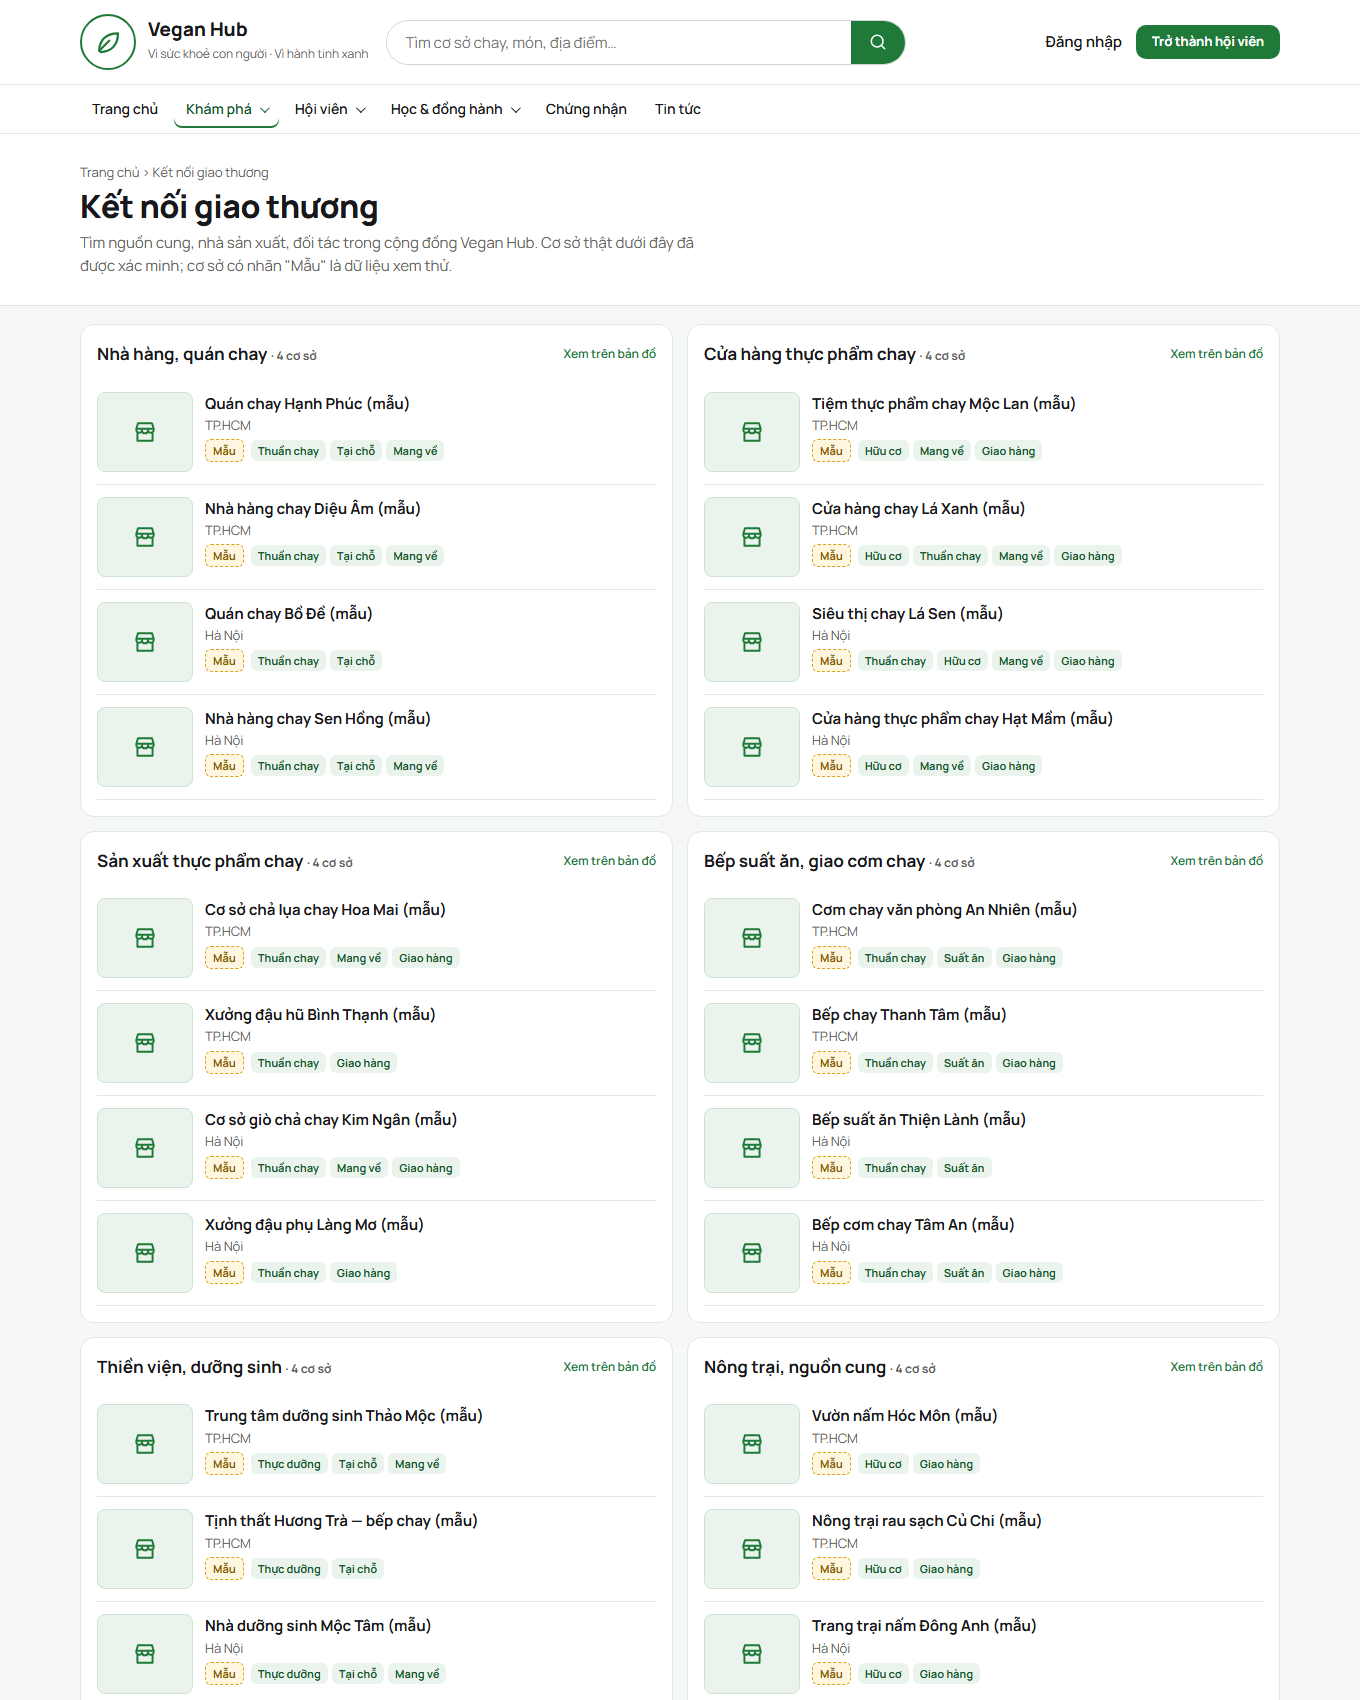 Vegan Hub
Vì sức khoẻ con người · Vì hành tinh xanh
Tìm cơ sở chay, món, địa điểm...
Đăng nhập
Trở thành hội viên
Trang chủ
Khám phá
Hội viên
Học & đồng hành
Chứng nhận
Tin tức
Trang chủ › Kết nối giao thương
Kết nối giao thương
Tìm nguồn cung, nhà sản xuất, đối tác trong cộng đồng Vegan Hub. Cơ sở thật dưới đây đã
được xác minh; cơ sở có nhãn "Mẫu" là dữ liệu xem thử.
Nhà hàng, quán chay · 4 cơ sở
Xem trên bản đồ
Quán chay Hạnh Phúc (mẫu)
TP.HCM
Mẫu Thuần chay Tại chỗ Mang về
Nhà hàng chay Diệu Âm (mẫu)
TP.HCM
Mẫu Thuần chay Tại chỗ Mang về
Quán chay Bồ Đề (mẫu)
Hà Nội
Mẫu Thuần chay Tại chỗ
Nhà hàng chay Sen Hồng (mẫu)
Hà Nội
Mẫu Thuần chay Tại chỗ Mang về
Cửa hàng thực phẩm chay · 4 cơ sở
Xem trên bản đồ
Tiệm thực phẩm chay Mộc Lan (mẫu)
TP.HCM
Mẫu Hữu cơ Mang về Giao hàng
Cửa hàng chay Lá Xanh (mẫu)
TP.HCM
Mẫu Hữu cơ Thuần chay Mang về Giao hàng
Siêu thị chay Lá Sen (mẫu)
Hà Nội
Mẫu Thuần chay Hữu cơ Mang về Giao hàng
Cửa hàng thực phẩm chay Hạt Mầm (mẫu)
Hà Nội
Mẫu Hữu cơ Mang về Giao hàng
Sản xuất thực phẩm chay · 4 cơ sở
Xem trên bản đồ
Cơ sở chả lụa chay Hoa Mai (mẫu)
TP.HCM
Mẫu Thuần chay Mang về Giao hàng
Xưởng đậu hũ Bình Thạnh (mẫu)
TP.HCM
Mẫu Thuần chay Giao hàng
Cơ sở giò chả chay Kim Ngân (mẫu)
Hà Nội
Mẫu Thuần chay Mang về Giao hàng
Xưởng đậu phụ Làng Mơ (mẫu)
Hà Nội
Mẫu Thuần chay Giao hàng
Bếp suất ăn, giao cơm chay · 4 cơ sở
Xem trên bản đồ
Cơm chay văn phòng An Nhiên (mẫu)
TP.HCM
Mẫu Thuần chay Suất ăn Giao hàng
Bếp chay Thanh Tâm (mẫu)
TP.HCM
Mẫu Thuần chay Suất ăn Giao hàng
Bếp suất ăn Thiện Lành (mẫu)
Hà Nội
Mẫu Thuần chay Suất ăn
Bếp cơm chay Tâm An (mẫu)
Hà Nội
Mẫu Thuần chay Suất ăn Giao hàng
Thiền viện, dưỡng sinh · 4 cơ sở
Xem trên bản đồ
Trung tâm dưỡng sinh Thảo Mộc (mẫu)
TP.HCM
Mẫu Thực dưỡng Tại chỗ Mang về
Tịnh thất Hương Trà — bếp chay (mẫu)
TP.HCM
Mẫu Thực dưỡng Tại chỗ
Nhà dưỡng sinh Mộc Tâm (mẫu)
Hà Nội
Mẫu Thực dưỡng Tại chỗ Mang về
Nông trại, nguồn cung · 4 cơ sở
Xem trên bản đồ
Vườn nấm Hóc Môn (mẫu)
TP.HCM
Mẫu Hữu cơ Giao hàng
Nông trại rau sạch Củ Chi (mẫu)
TP.HCM
Mẫu Hữu cơ Giao hàng
Trang trại nấm Đông Anh (mẫu)
Hà Nội
Mẫu Hữu cơ Giao hàng